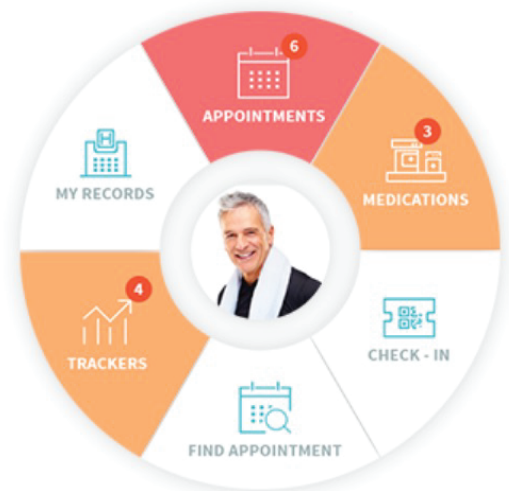 6
APPOINTMENTS
3
MEDICATIONS
H
MY RECORDS
4
TRACKERS
CHECK - IN
FIND APPOINTMENT